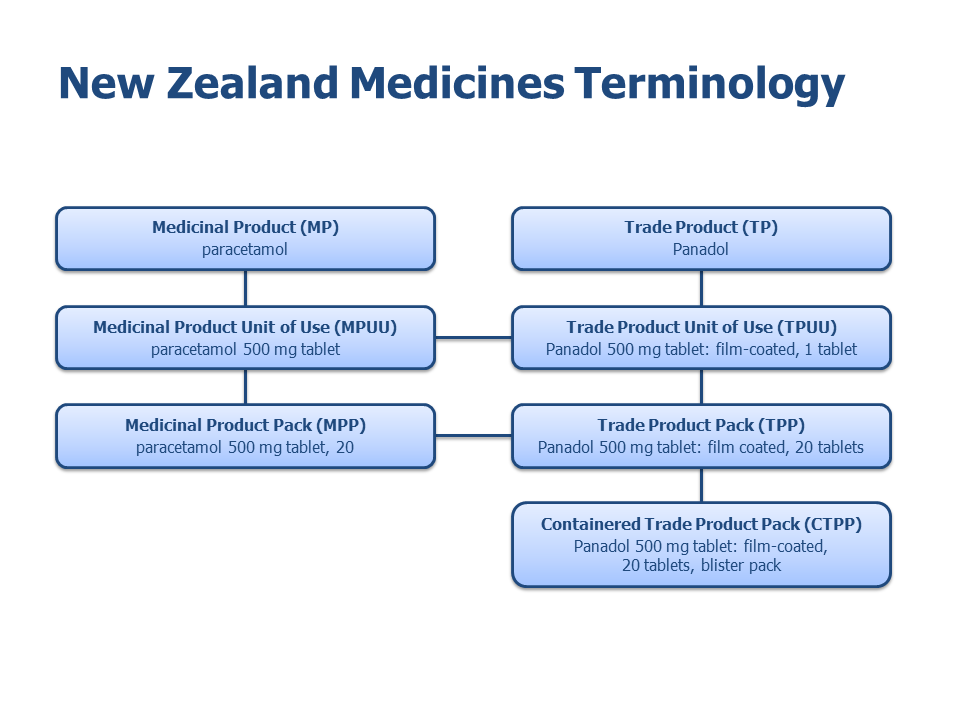 New Zealand Medicines Terminology
Medicinal Product (MP)
paracetamol
Trade Product (TP)
Panadol
Medicinal Product Unit of Use (MPUU)
paracetamol 500 mg tablet
Trade Product Unit of Use (TPUU)
Panadol 500 mg tablet: film-coated, 1 tablet
Medicinal Product Pack (MPP)
paracetamol 500 mg tablet, 20
Trade Product Pack (TPP)
Panadol 500 mg tablet: film coated, 20 tablets
Containered Trade Product Pack (CTPP)
Panadol 500 mg tablet: film-coated,
20 tablets, blister pack